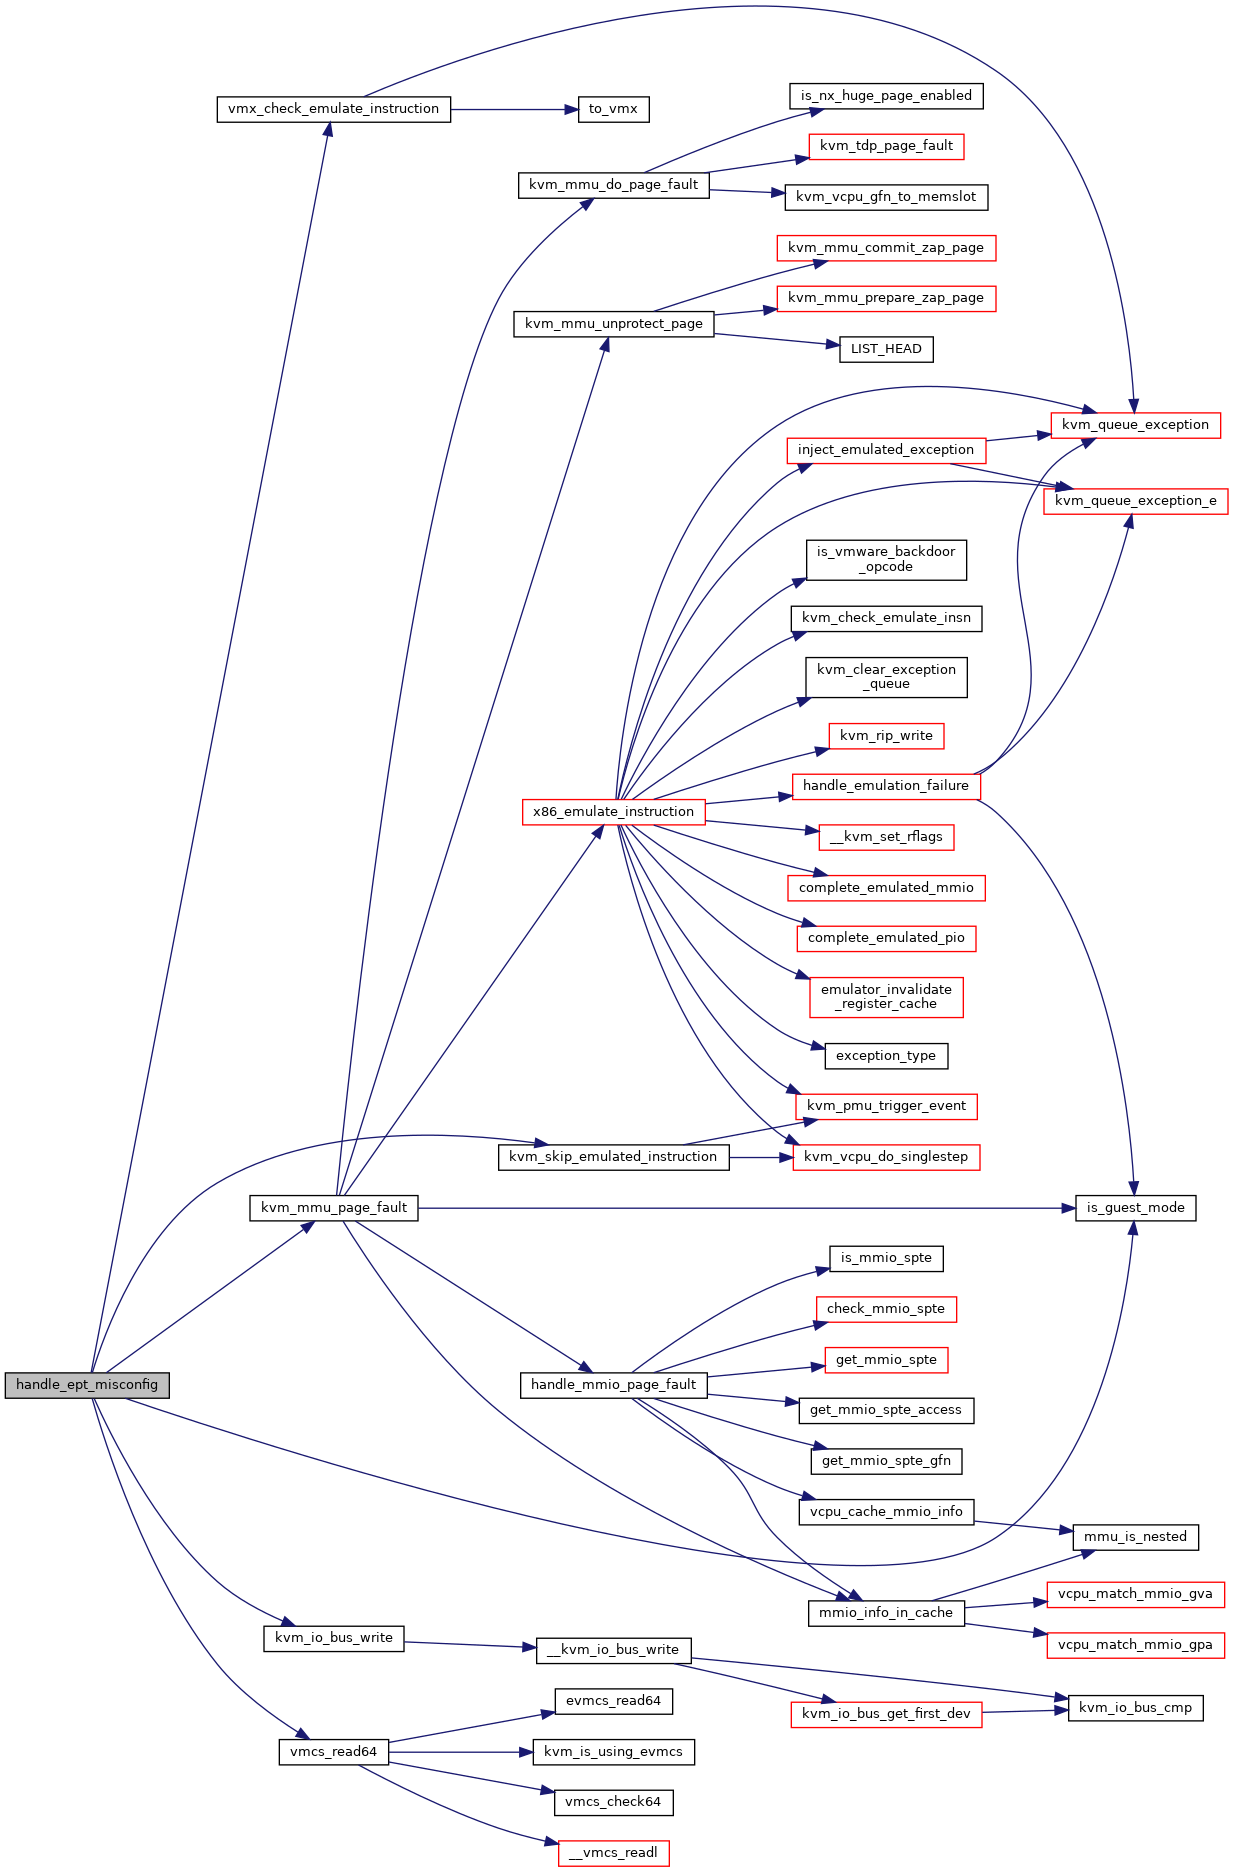 is_nx_huge_page_enabled
vmx_check_emulate_instruction
to_vmx
kvm_tdp_page_fault
kvm_mmu_do_page_fault
kvm_vcpu_gfn_to_memslot
kvm_mmu_commit_zap_page
kvm_mmu_prepare_zap_page
kvm_mmu_unprotect_page
LIST_HEAD
kvm_queue_exception
inject_emulated_exception
kvm_queue_exception_e
is_vmware_backdoor
_opcode
kvm_check_emulate_insn
kvm_clear_exception
_queue
kvm_rip_write
handle_emulation_failure
x86_emulate_instruction
__kvm_set_rflags
complete_emulated_mmio
complete_emulated_pio
emulator_invalidate
_register_cache
exception_type
kvm_pmu_trigger_event
kvm_skip_emulated_instruction
kvm_vcpu_do_singlestep
kvm_mmu_page_fault
is_guest_mode
is_mmio_spte
check_mmio_spte
get_mmio_spte
handle_ept_misconfig
handle_mmio_page_fault
get_mmio_spte_access
get_mmio_spte_gfn
vcpu_cache_mmio_info
mmu_is_nested
vcpu_match_mmio_gva
mmio_info_in_cache
kvm_io_bus_write
vcpu_match_mmio_gpa
__kvm_io_bus_write
evmcs_read64
kvm_io_bus_get_first_dev
kvm_io_bus_cmp
vmcs_read64
kvm_is_using_evmcs
vmcs_check64
__vmcs_readl